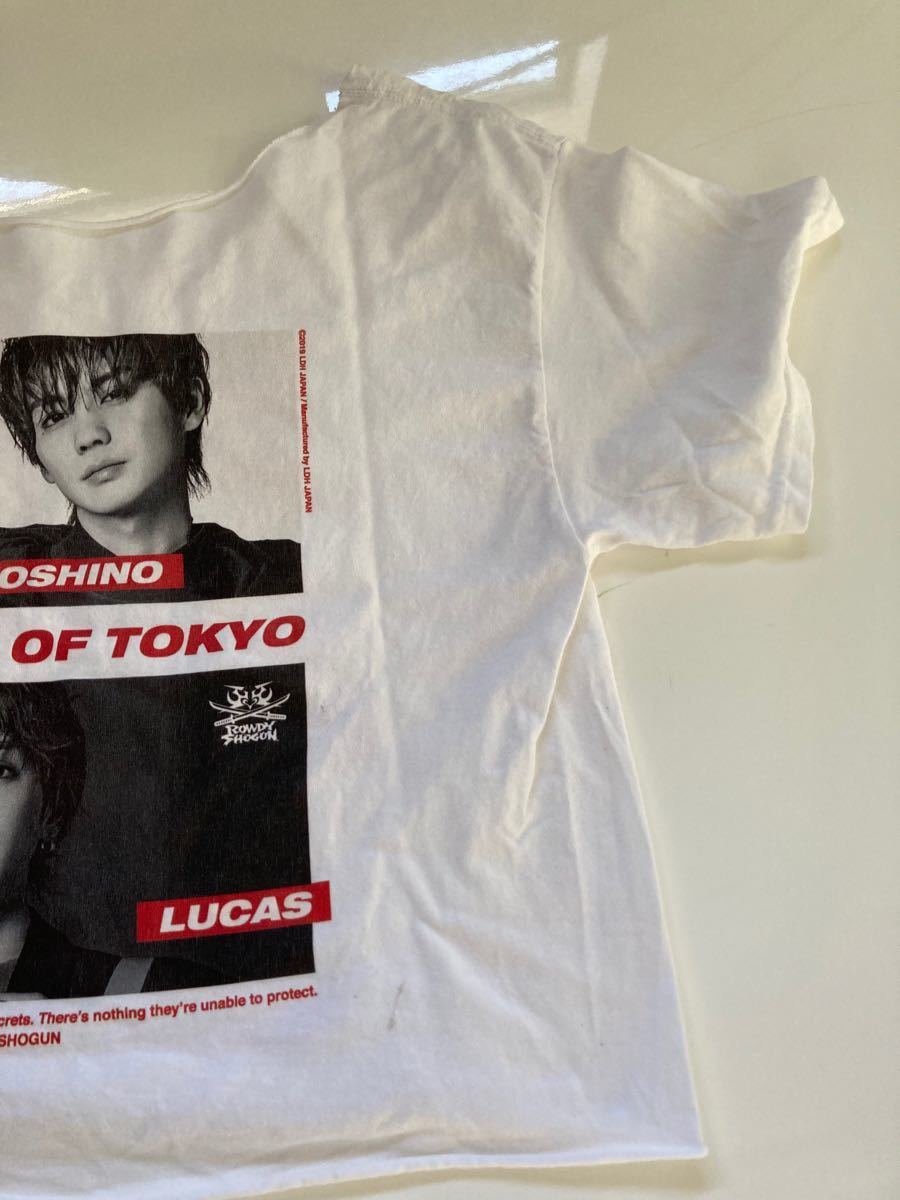 ©2019 LDH JAPAN / Manufactured by LDH JAPAN
OSHINO
OF TOKYO
ROWDY
SHOGUN
LUCAS
crets. There's nothing they're unable to protect.
SHOGUN